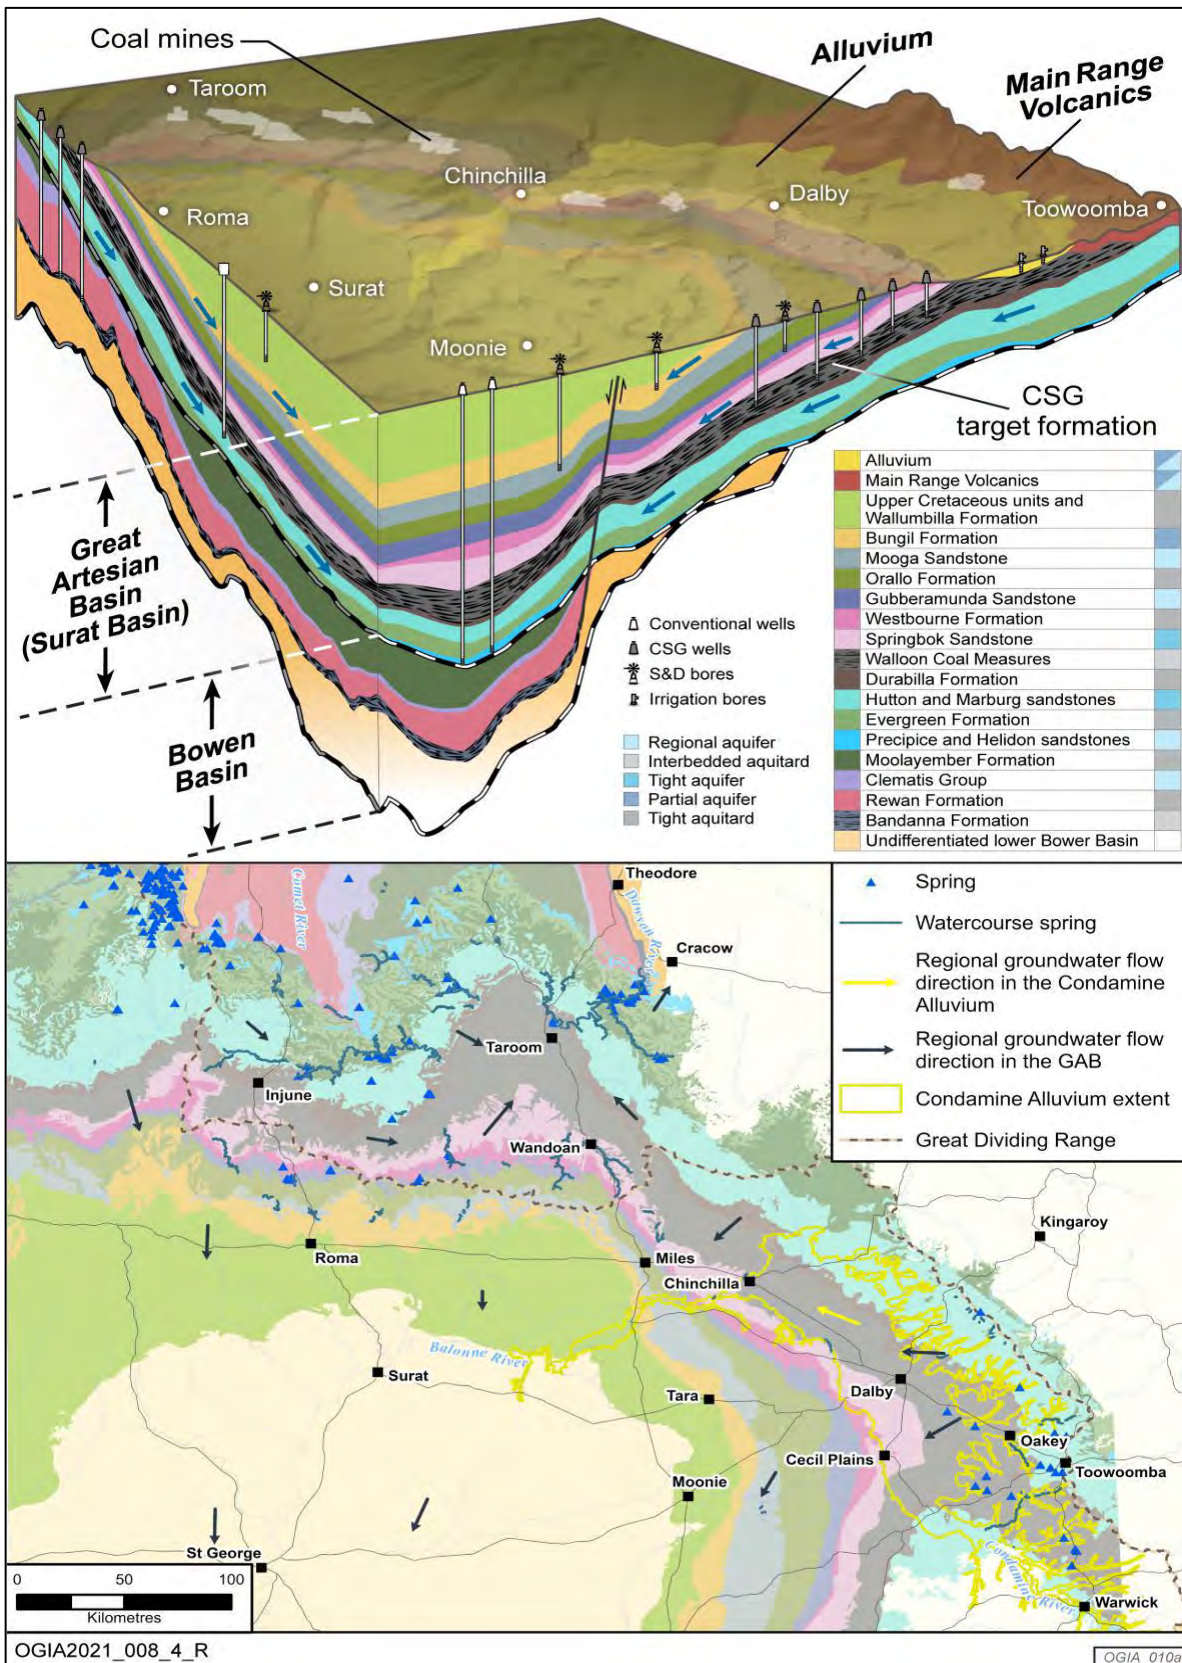 Coal mines
Alluvium
Main Range
Volcanics
Taroom
Chinchilla
Dalby
Toowoomba
Roma
Surat
Moonie
CSG
target formation
Great
Artesian
Basin
(Surat Basin)
Bowen
Basin
Conventional wells
CSG wells
S&D bores
Irrigation bores
Regional aquifer
Interbedded aquitard
Tight aquifer
Partial aquifer
Tight aquitard
Alluvium
Main Range Volcanics
Upper Cretaceous units and
Wallumbilla Formation
Bungil Formation
Mooga Sandstone
Orallo Formation
Gubberamunda Sandstone
Westbourne Formation
Springbok Sandstone
Walloon Coal Measures
Durabilla Formation
Hutton and Marburg sandstones
Evergreen Formation
Precipice and Helidon sandstones
Moolayember Formation
Clematis Group
Rewan Formation
Bandanna Formation
Undifferentiated lower Bower Basin
Theodore
Comet River
Dawson River
Cracow
Taroom
Injune
Wandoan
Roma
Miles
Chinchilla
Kingaroy
Balonne River
Surat
Tara
Dalby
Oakey
Cecil Plains
Toowoomba
Moonie
St George
Condamine River
Warwick
Spring
Watercourse spring
Regional groundwater flow
direction in the Condamine
Alluvium
Regional groundwater flow
direction in the GAB
Condamine Alluvium extent
Great Dividing Range
0 50 100
Kilometres
OGIA2021_008_4_R
OGIA_010a